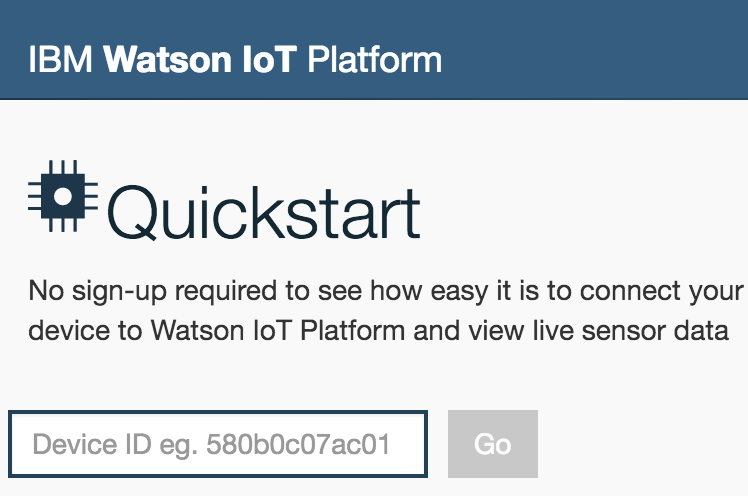 IBM Watson IoT Platform
Quickstart
No sign-up required to see how easy it is to connect your
device to Watson IoT Platform and view live sensor data
Device ID eg. 580b0c07ac01
Go